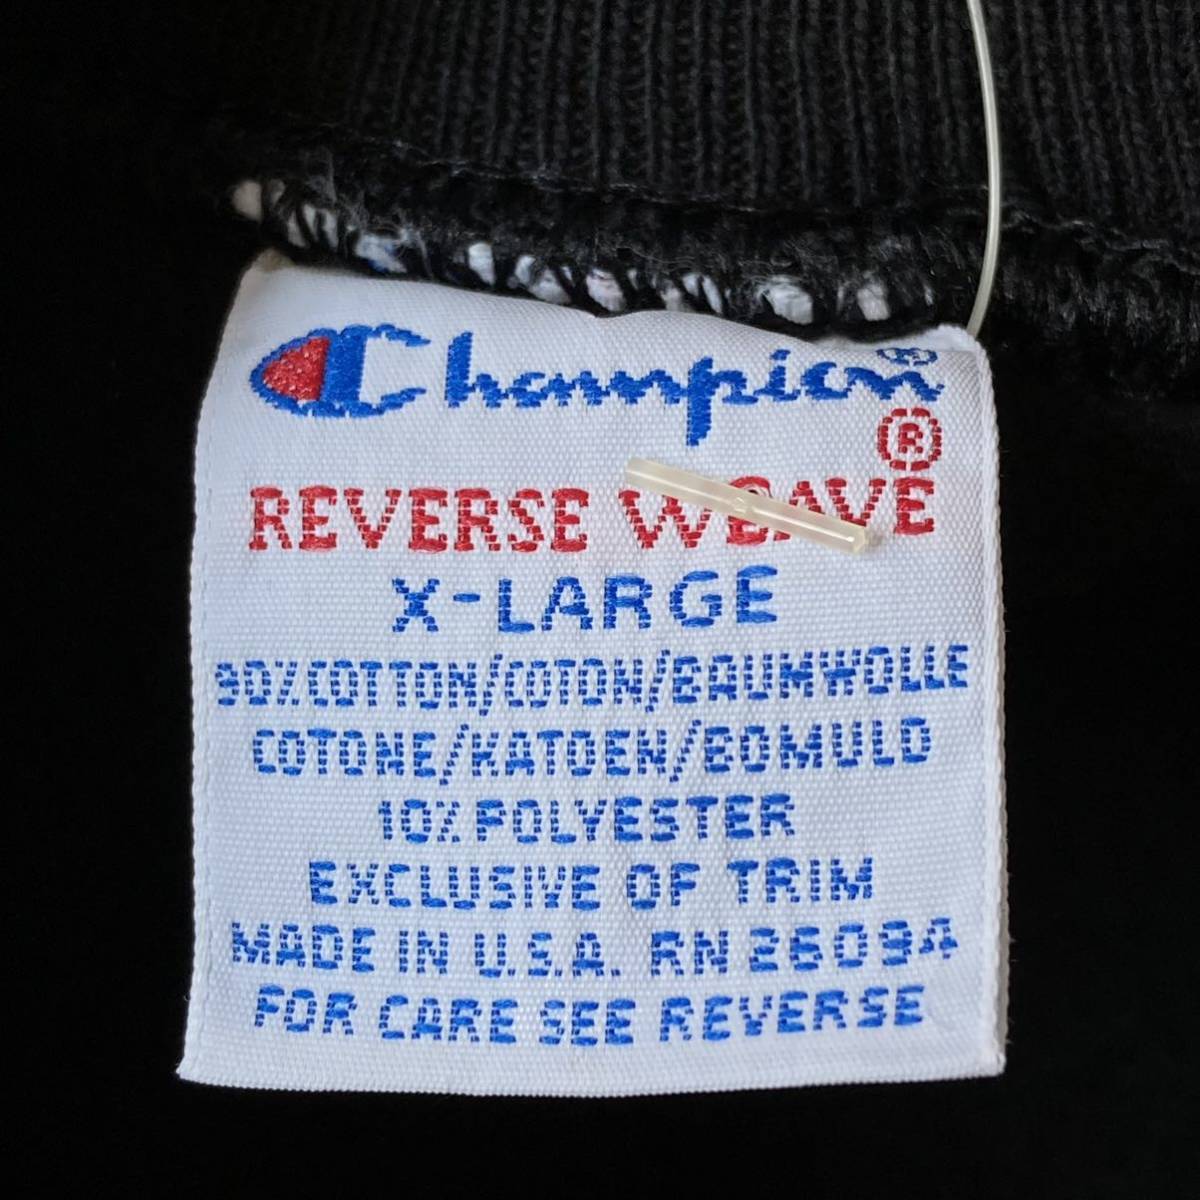 Champion®
®
REVERSE WEAVE
X-LARGE
90%COTTON/COTON/BAUMWOLLE
COTONE/KATOEN/BOMULD
10% POLYESTER
EXCLUSIVE OF TRIM
MADE IN U.S.A. RN 26094
FOR CARE SEE REVERSE